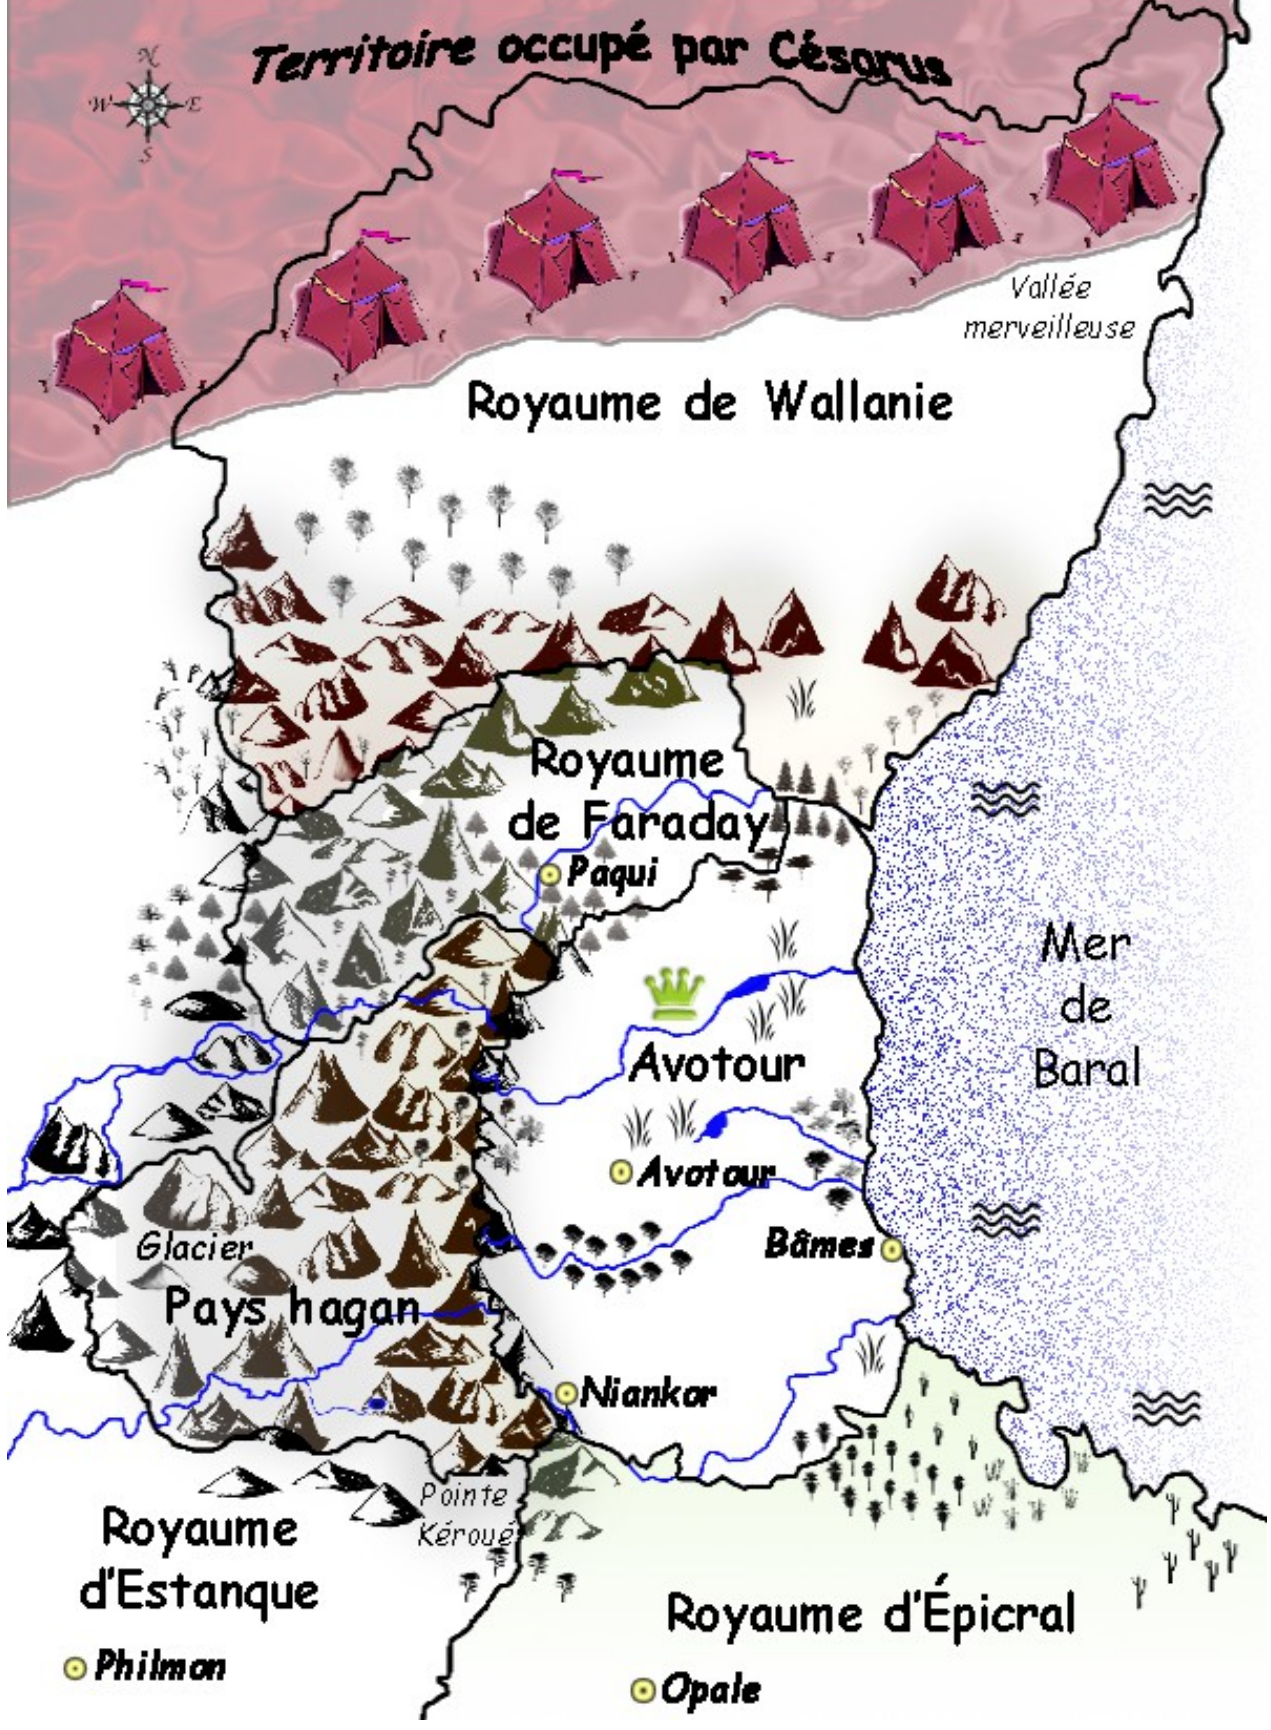 Territoire occupé par Césarus
N
W
E
S
Vallée
merveilleuse
Royaume de Wallanie
Royaume
de Faraday
Paqui
Mer
de
Baral
Avotour
Avotour
Bâmes
Glacier
Pays hagan
Niankor
Pointe
Kéroué
Royaume
d'Estanque
Philmon
Royaume d'Épicral
Opale